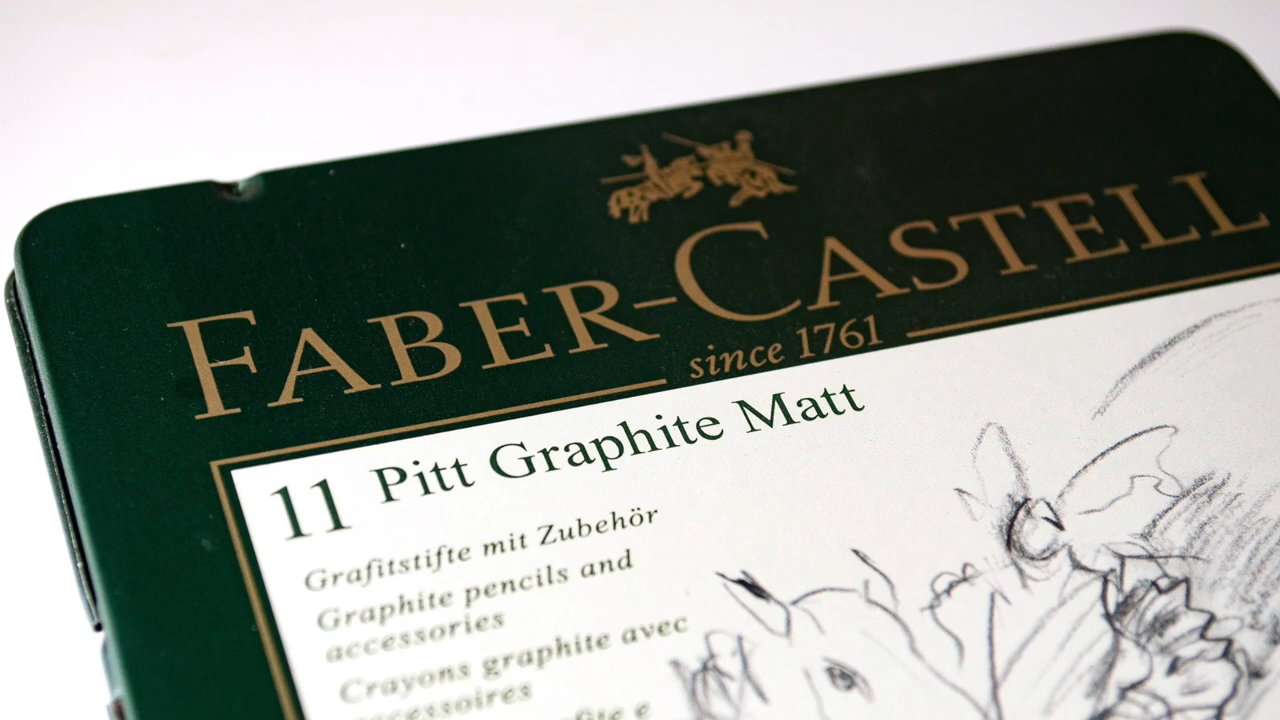 FABER-CASTELL
since 1761
11 Pitt Graphite Matt
Grafitstifte mit Zubehör
Graphite pencils and
accessories
Crayons graphite avec
accessoires
e